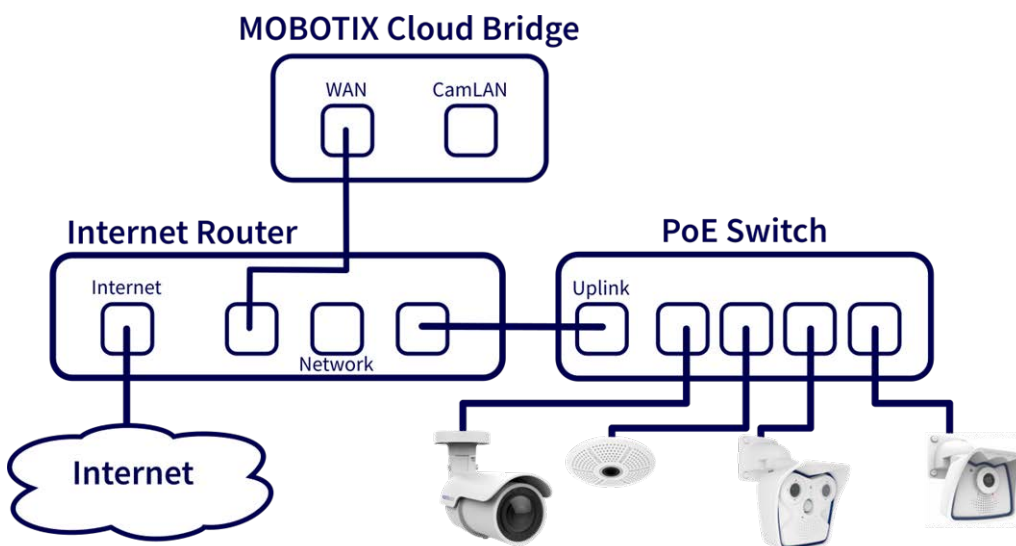 MOBOTIX Cloud Bridge
WAN
CamLAN
Internet Router
PoE Switch
Internet
Uplink
Network
Internet